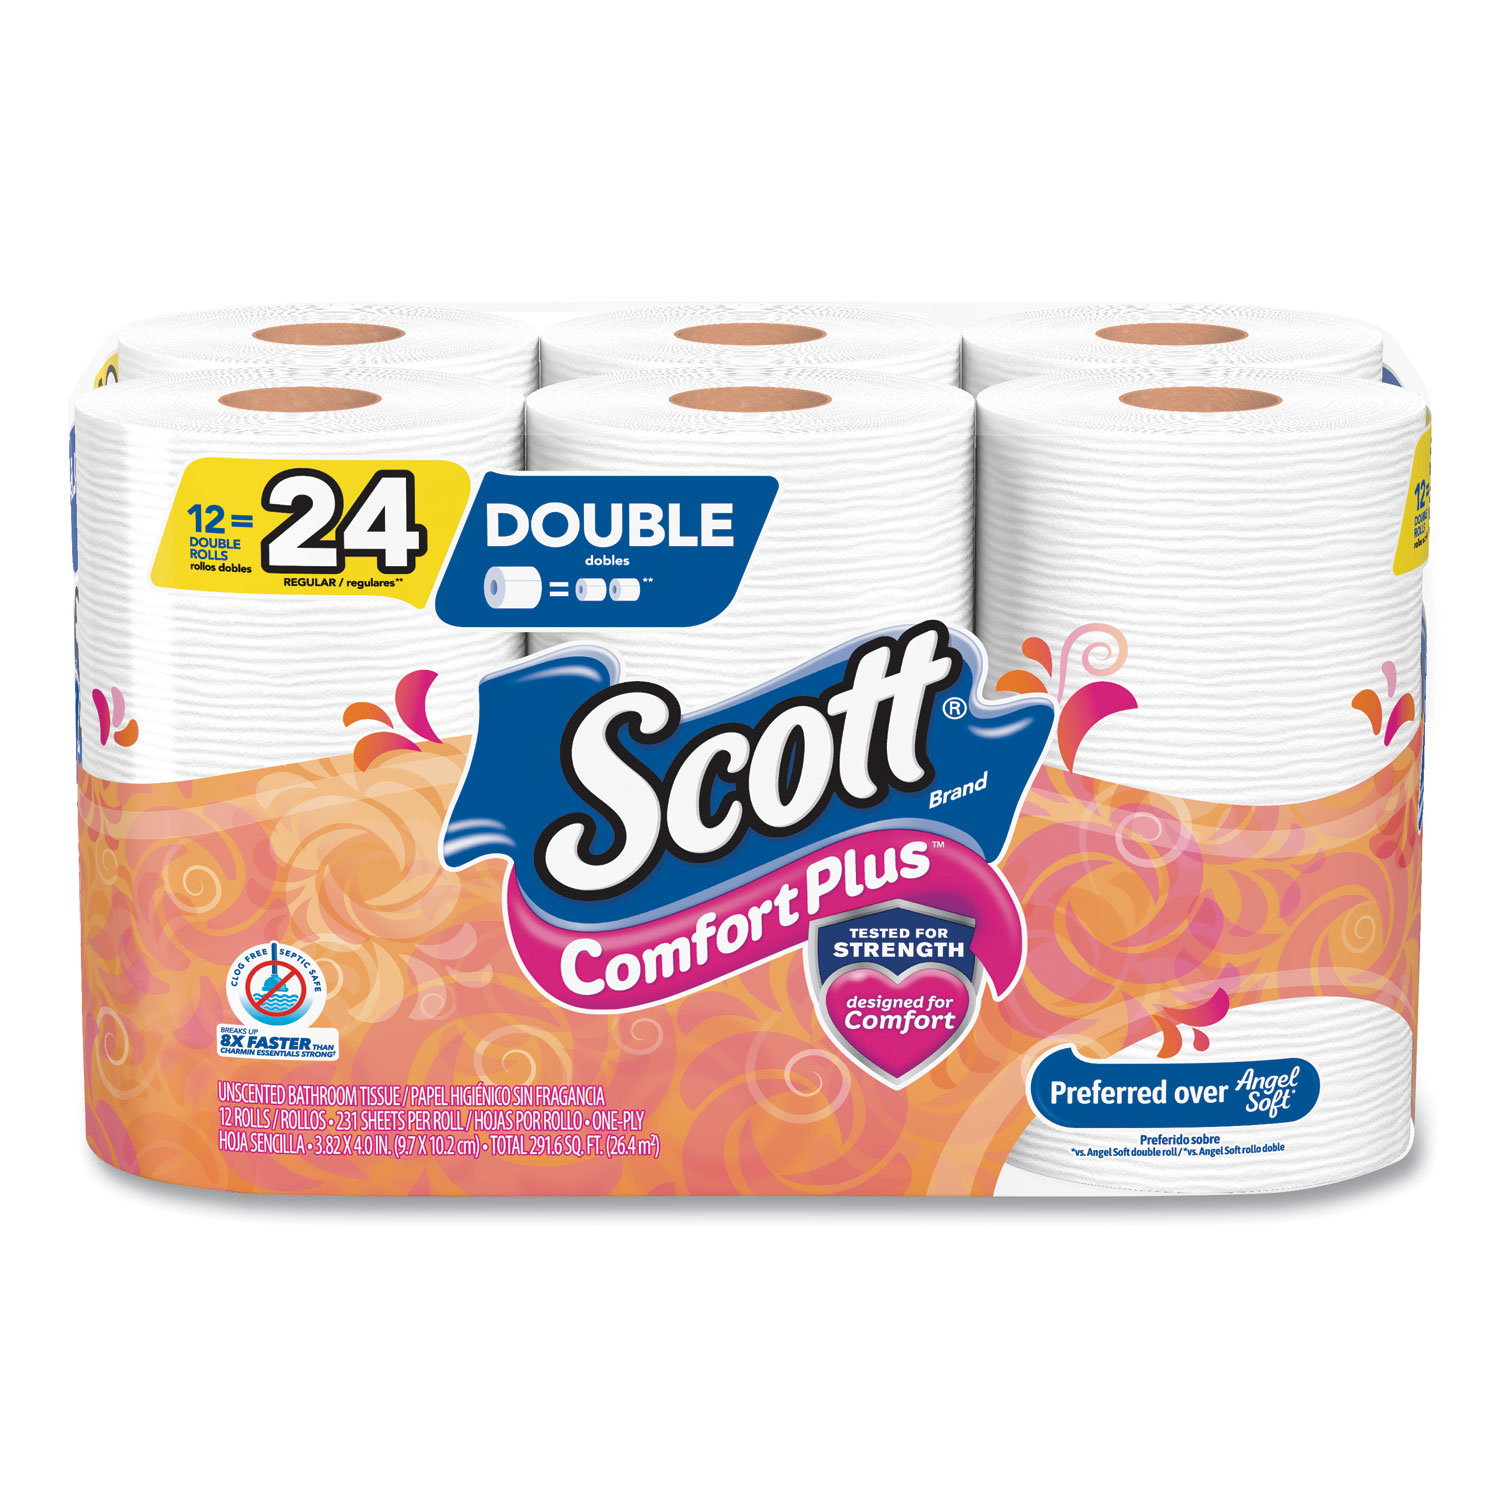 12 =
DOUBLE
ROLLS
rollos dobles
24
REGULAR / regulares**
DOUBLE
dobles
= **
Scott®
Brand
Comfort Plus™
TESTED FOR
STRENGTH
designed for
Comfort
CLOG FREE SEPTIC SAFE
BREAKS UP
8X FASTER THAN
CHARMIN ESSENTIALS STRONG‡
UNSCENTED BATHROOM TISSUE / PAPEL HIGIÉNICO SIN FRAGANCIA
12 ROLLS / ROLLOS • 231 SHEETS PER ROLL / HOJAS POR ROLLO • ONE-PLY
HOJA SENCILLA • 3.82 X 4.0 IN. (9.7 X 10.2 cm) • TOTAL 291.6 SQ. FT. (26.4 m²)
Preferred over Angel
Soft*
Preferido sobre
*vs. Angel Soft double roll / *vs. Angel Soft rollo doble
12=